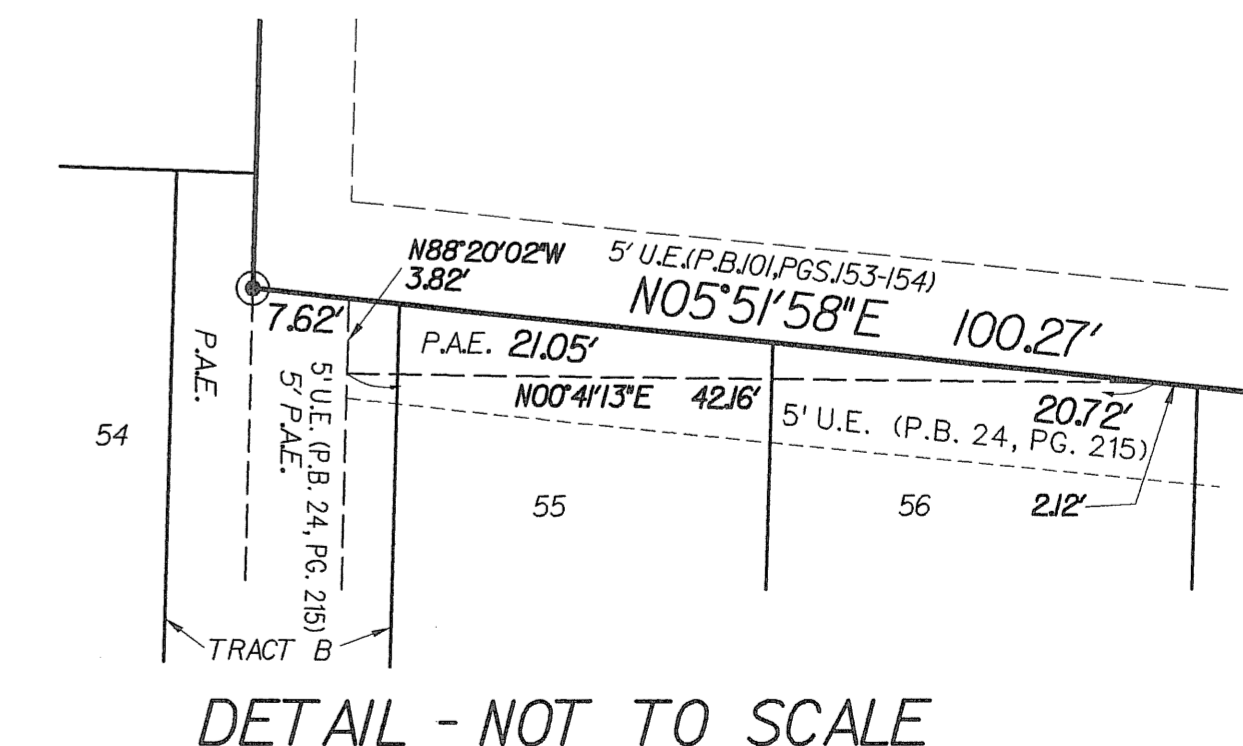 N88°20'02"W
3.82'
5' U.E.(P.B.101,PGS.153-154)
N05°51'58"E 100.27'
7.62'
P.A.E. 21.05'
N00°41'13"E 42.16'
20.72'
5' U.E. (P.B. 24, PG. 215)
P.A.E.
5' U.E. (P.B. 24, PG. 215)
5' P.A.E.
54
55
56
2.12'
TRACT B
DETAIL - NOT TO SCALE